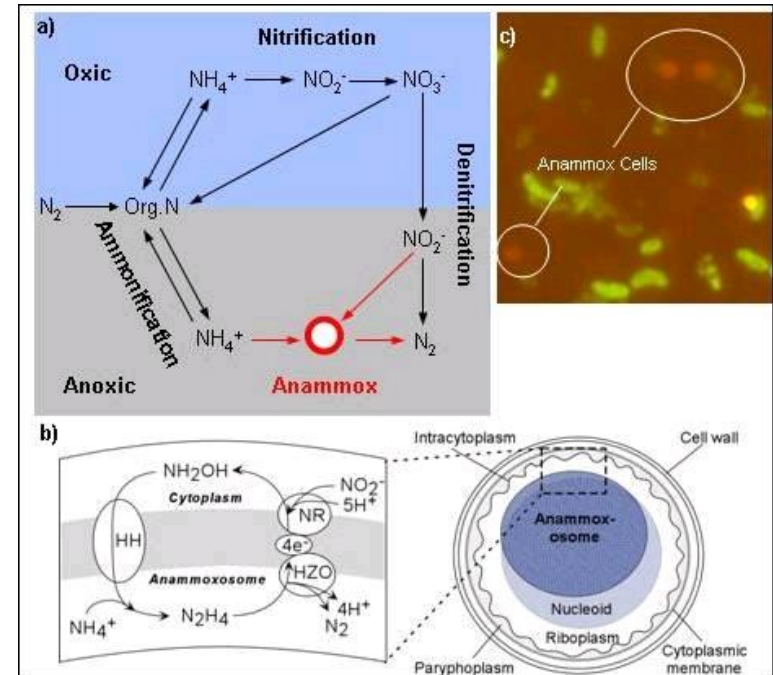 a)
Nitrification
Oxic
NH₄⁺
NO₂⁻
NO₃⁻
N₂
Org.N
Ammonification
Denitrification
NO₂⁻
NH₄⁺
N₂
Anoxic
Anammox
c)
Anammox Cells
b)
NH₂OH
Cytoplasm
NO₂⁻
5H⁺
NR
HH
4e⁻
Anammoxosome
HZO
4H⁺
N₂
NH₄⁺
N₂H4
Intracytoplasm
Cell wall
Anammox-
osome
Nucleoid
Riboplasm
Paryphoplasm
Cytoplasmic
membrane